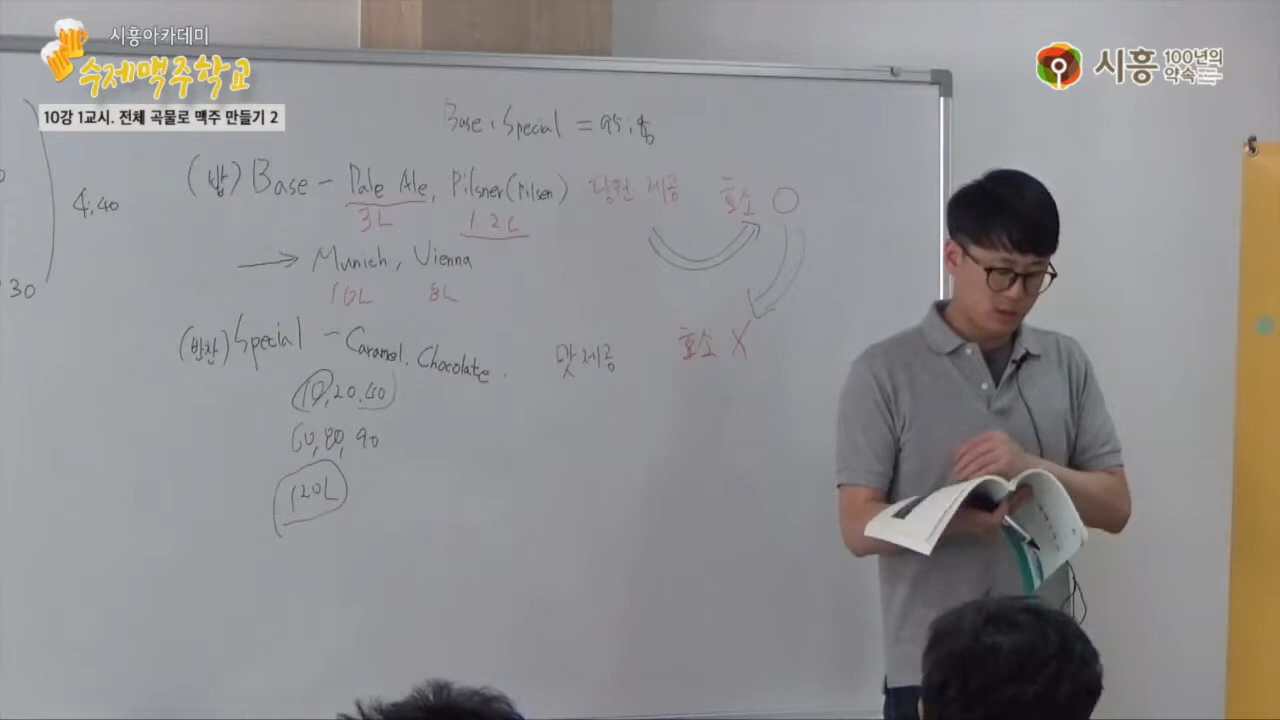 시흥아카데미
수제맥주학교
10강 1교시. 전체 곡물로 맥주 만들기 2
시흥 100년의 약속
Base : Special = 95 : 5
(밥) Base - Pale Ale, Pilsner (Pilsen) 당원 제공 효소 O
3L 1.2L
4.40
→ Munich, Vienna
10L 8L
30
(반찬) Special - Caramel, Chocolate. 맛 제공 효소 X
10, 20, 40
60, 80, 90
120L